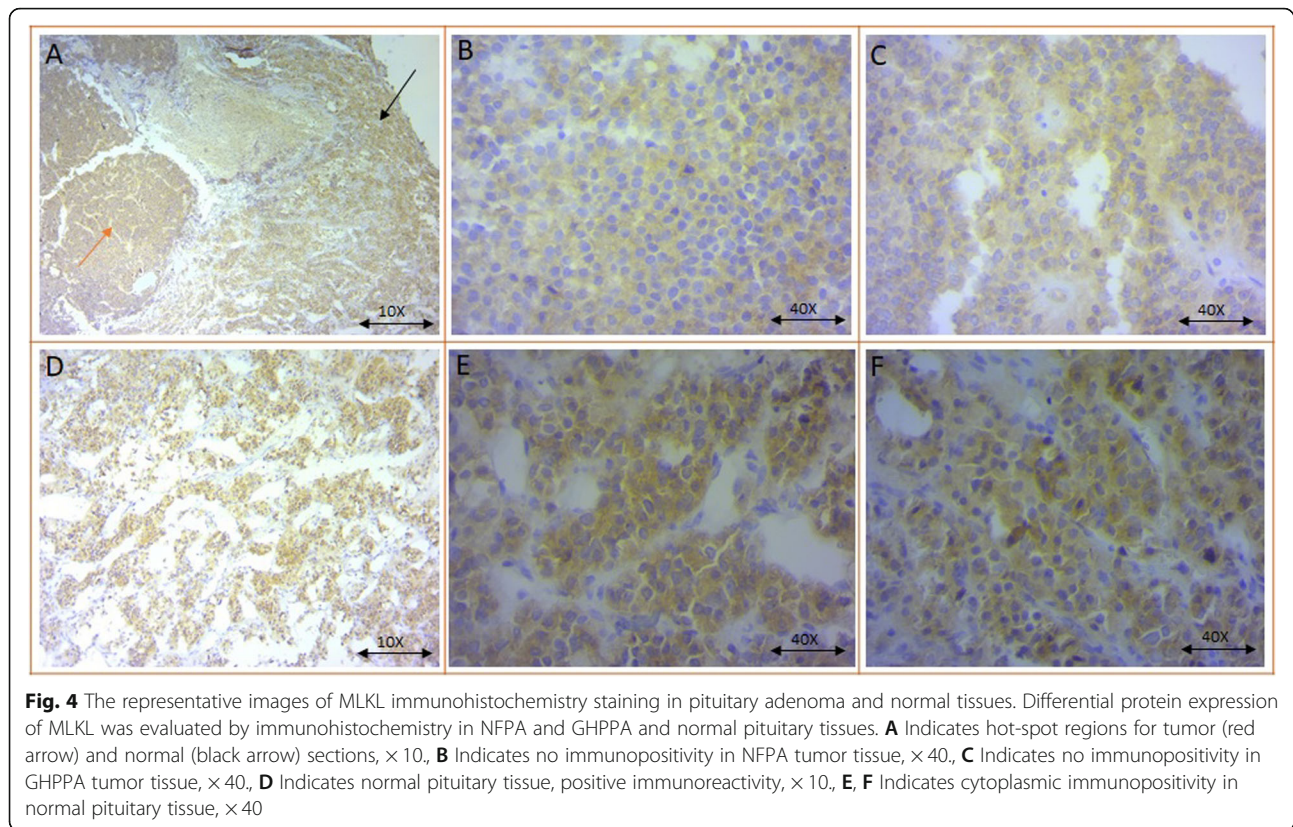 A
10X
B
40X
C
40X
D
10X
E
40X
F
40X
Fig. 4 The representative images of MLKL immunohistochemistry staining in pituitary adenoma and normal tissues. Differential protein expression
of MLKL was evaluated by immunohistochemistry in NFPA and GHPPA and normal pituitary tissues. A Indicates hot-spot regions for tumor (red
arrow) and normal (black arrow) sections, × 10., B Indicates no immunopositivity in NFPA tumor tissue, × 40., C Indicates no immunopositivity in
GHPPA tumor tissue, × 40., D Indicates normal pituitary tissue, positive immunoreactivity, × 10., E, F Indicates cytoplasmic immunopositivity in
normal pituitary tissue, × 40